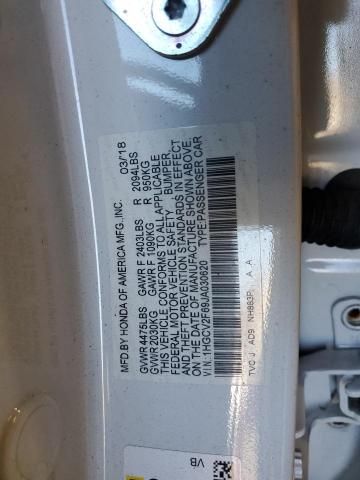 MFD. BY HONDA OF AMERICA MFG.,INC. 03/18
GVWR 4475LBS GAWR F 2403LBS R 2094LBS
GVWR 2030KG GAWR F 1090KG R 950KG
THIS VEHICLE CONFORMS TO ALL APPLICABLE
FEDERAL MOTOR VEHICLE SAFETY, BUMPER,
AND THEFT PREVENTION STANDARDS IN EFFECT
ON THE DATE OF MANUFACTURE SHOWN ABOVE.
V.I.N.:1HGCV2F69JA030620 TYPE:PASSENGER CAR
TVC J AD9 NH883P A A
VB